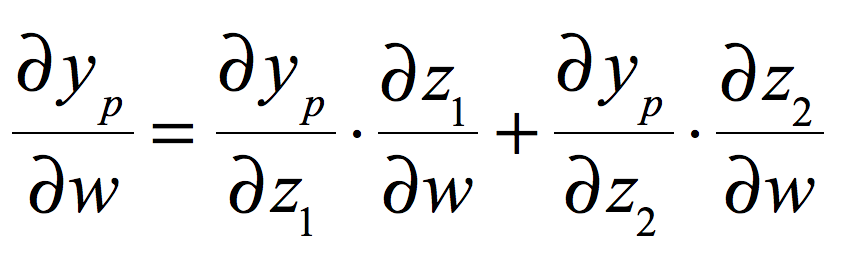 ∂y_p/∂w = ∂y_p/∂z_1 · ∂z_1/∂w + ∂y_p/∂z_2 · ∂z_2/∂w